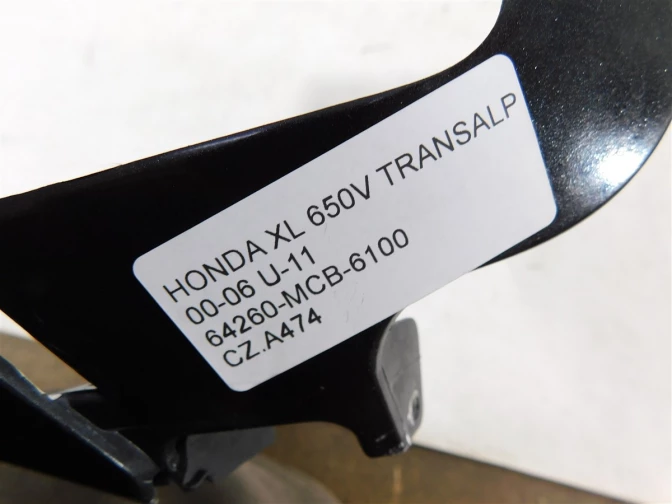 HONDA XL 650V TRANSALP
00-06 U-11
64260-MCB-6100
CZ.A474